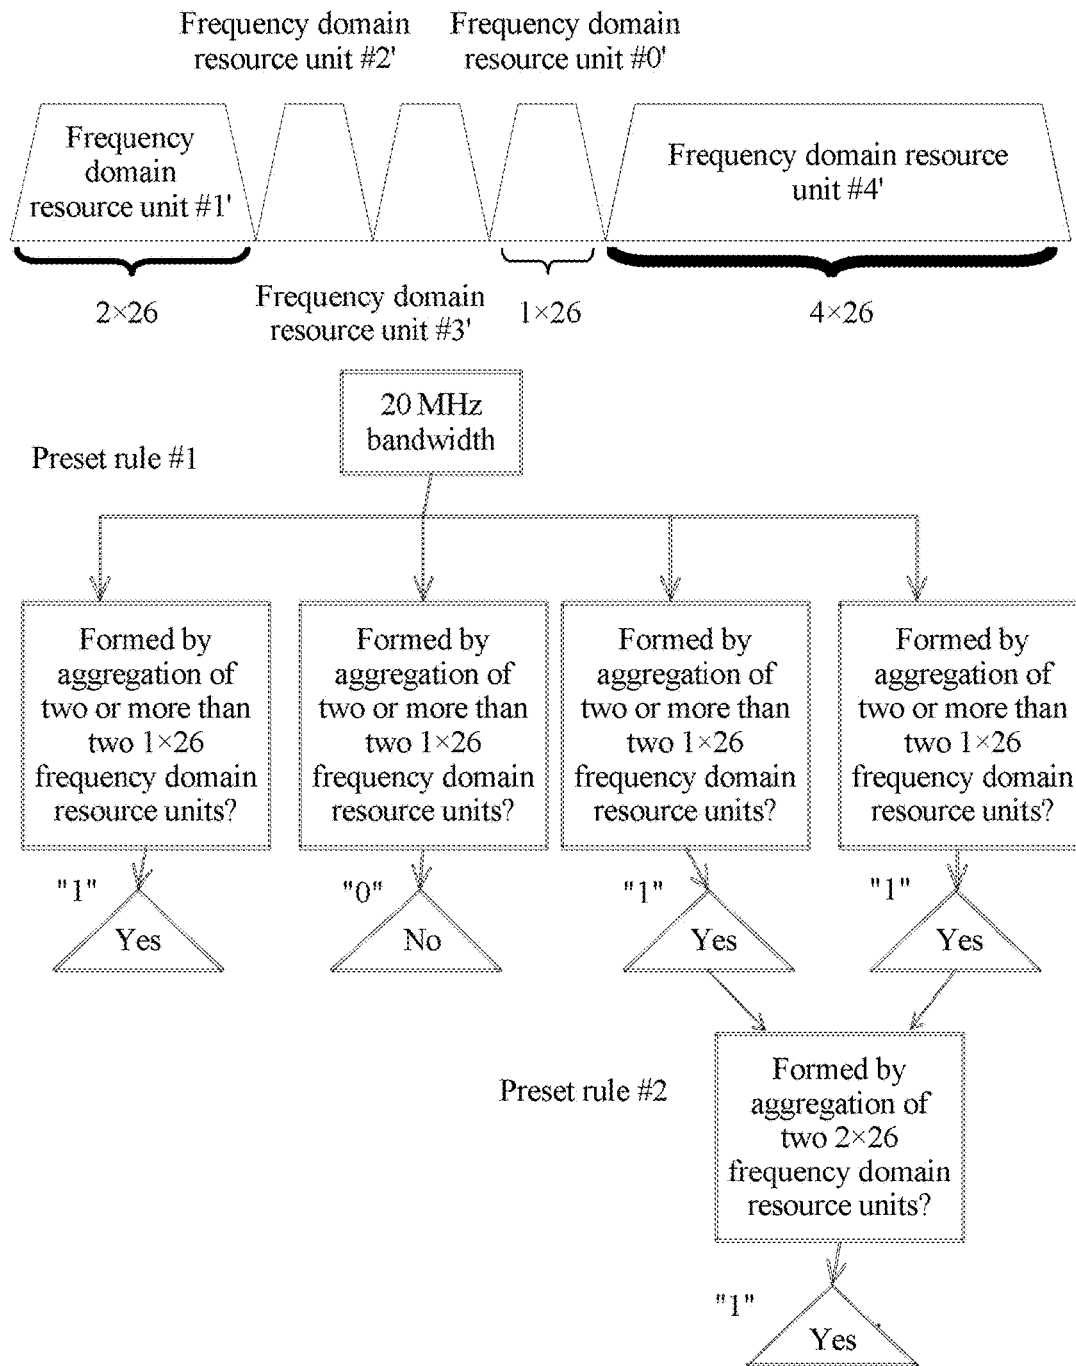 Frequency domain
resource unit #2'
Frequency domain
resource unit #0'
Frequency
domain
resource unit #1'
Frequency domain resource
unit #4'
2×26
Frequency domain
resource unit #3'
1×26
4×26
20 MHz
bandwidth
Preset rule #1
Formed by
aggregation of
two or more than
two 1×26
frequency domain
resource units?
Formed by
aggregation of
two or more than
two 1×26
frequency domain
resource units?
Formed by
aggregation of
two or more than
two 1×26
frequency domain
resource units?
Formed by
aggregation of
two or more than
two 1×26
frequency domain
resource units?
"1"
Yes
"0"
No
"1"
Yes
"1"
Yes
Preset rule #2
Formed by
aggregation of
two 2×26
frequency domain
resource units?
"1"
Yes